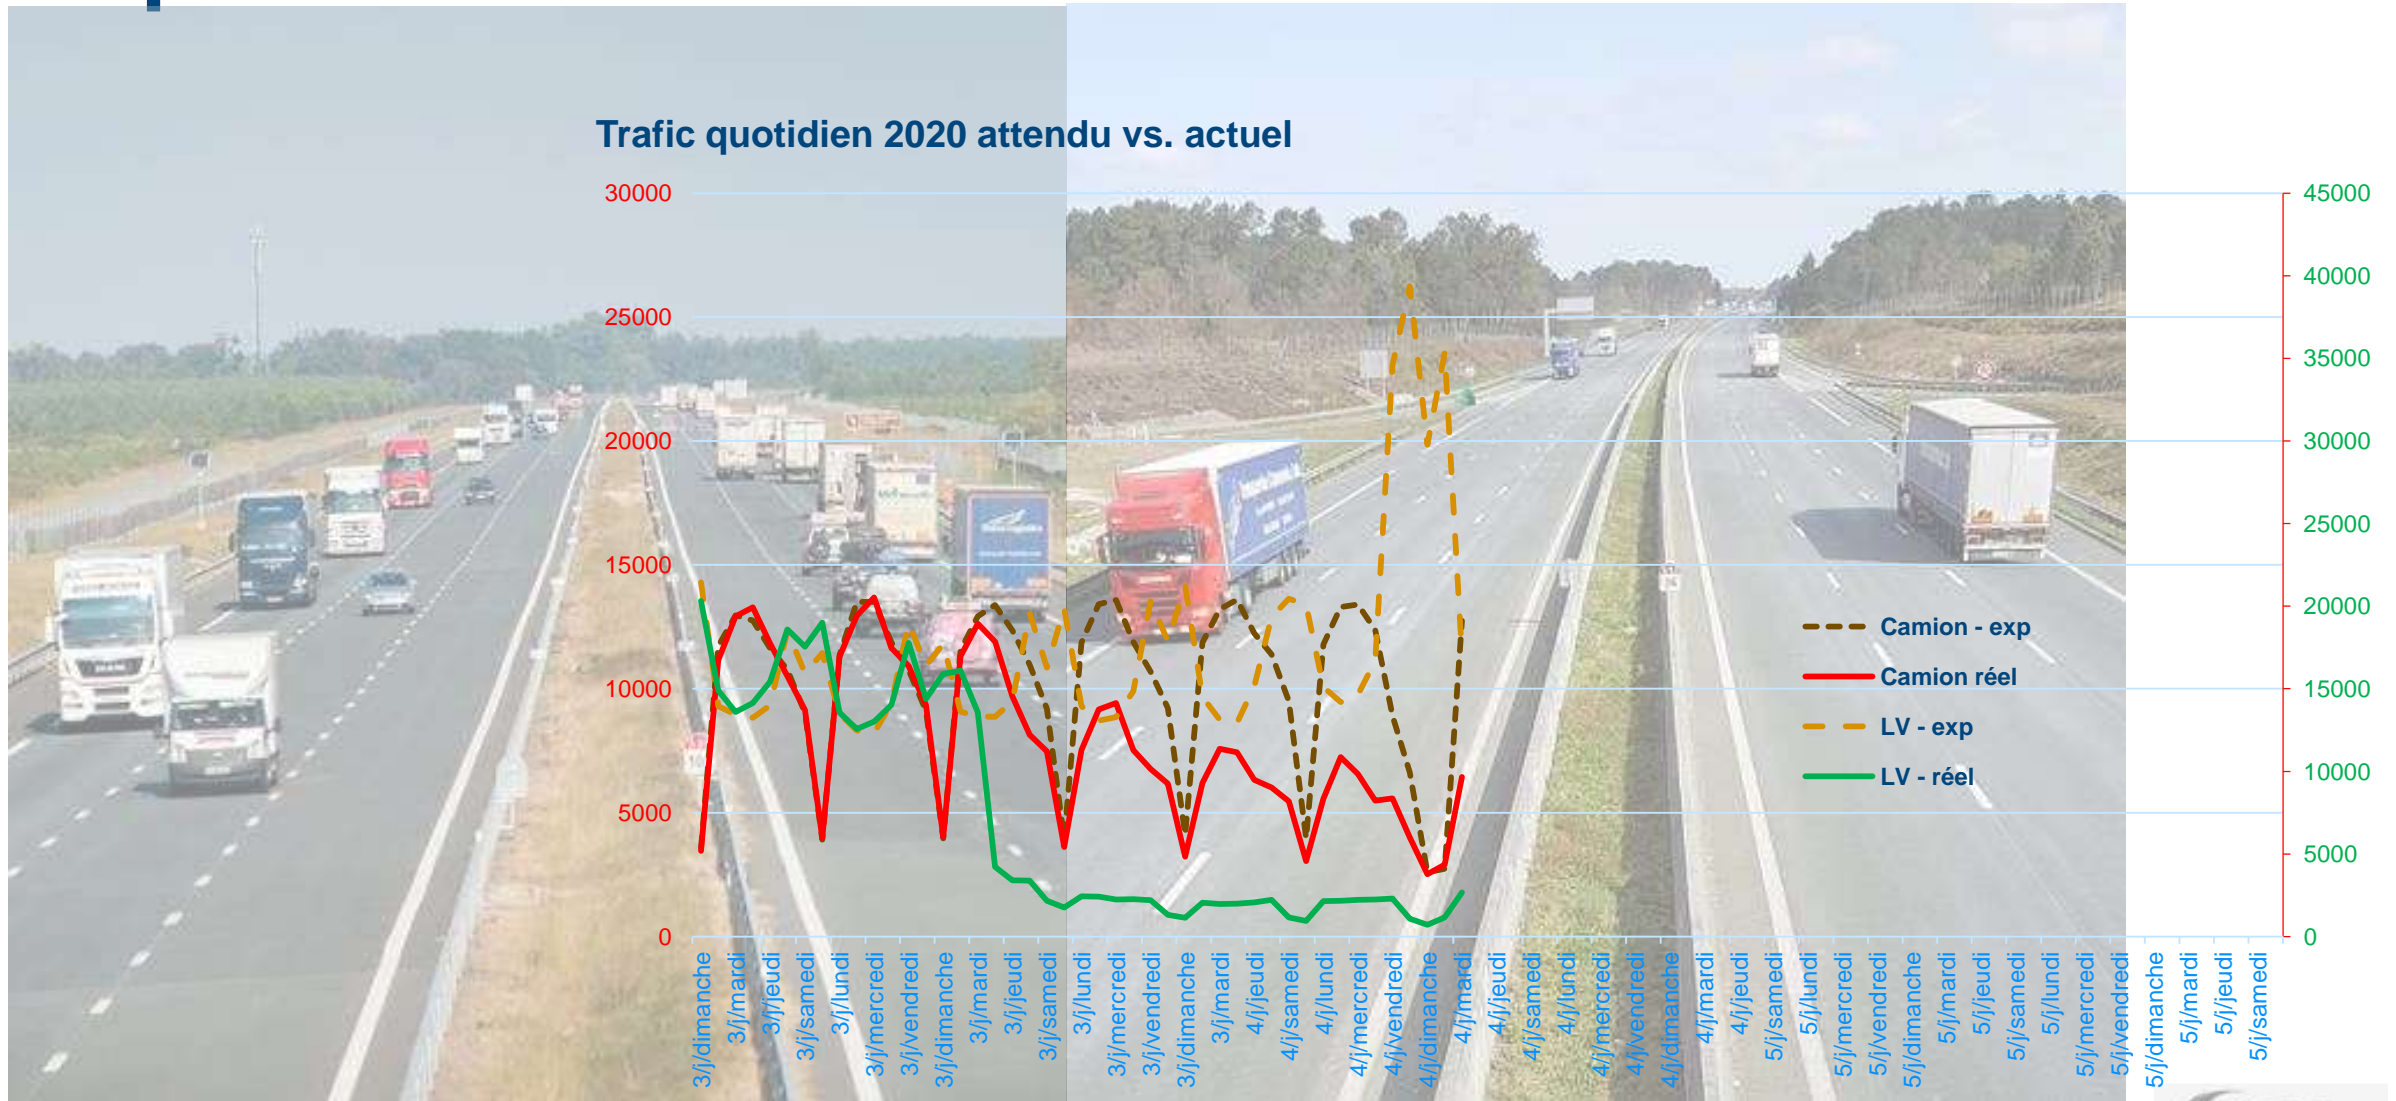 Trafic quotidien 2020 attendu vs. actuel
30000
25000
20000
15000
10000
5000
0
45000
40000
35000
30000
25000
20000
15000
10000
5000
0
Camion - exp
Camion réel
LV - exp
LV - réel
3/j/dimanche
3/j/mardi
3/j/jeudi
3/j/samedi
3/j/lundi
3/j/mercredi
3/j/vendredi
3/j/dimanche
3/j/mardi
3/j/jeudi
3/j/samedi
3/j/lundi
3/j/mercredi
3/j/vendredi
3/j/dimanche
3/j/mardi
4/j/jeudi
4/j/samedi
4/j/lundi
4/j/mercredi
4/j/vendredi
4/j/dimanche
4/j/mardi
4/j/jeudi
4/j/samedi
4/j/lundi
4/j/mercredi
4/j/vendredi
4/j/dimanche
4/j/mardi
4/j/jeudi
5/j/samedi
5/j/lundi
5/j/mercredi
5/j/vendredi
5/j/dimanche
5/j/mardi
5/j/jeudi
5/j/samedi
5/j/lundi
5/j/mercredi
5/j/vendredi
5/j/dimanche
5/j/mardi
5/j/jeudi
5/j/samedi